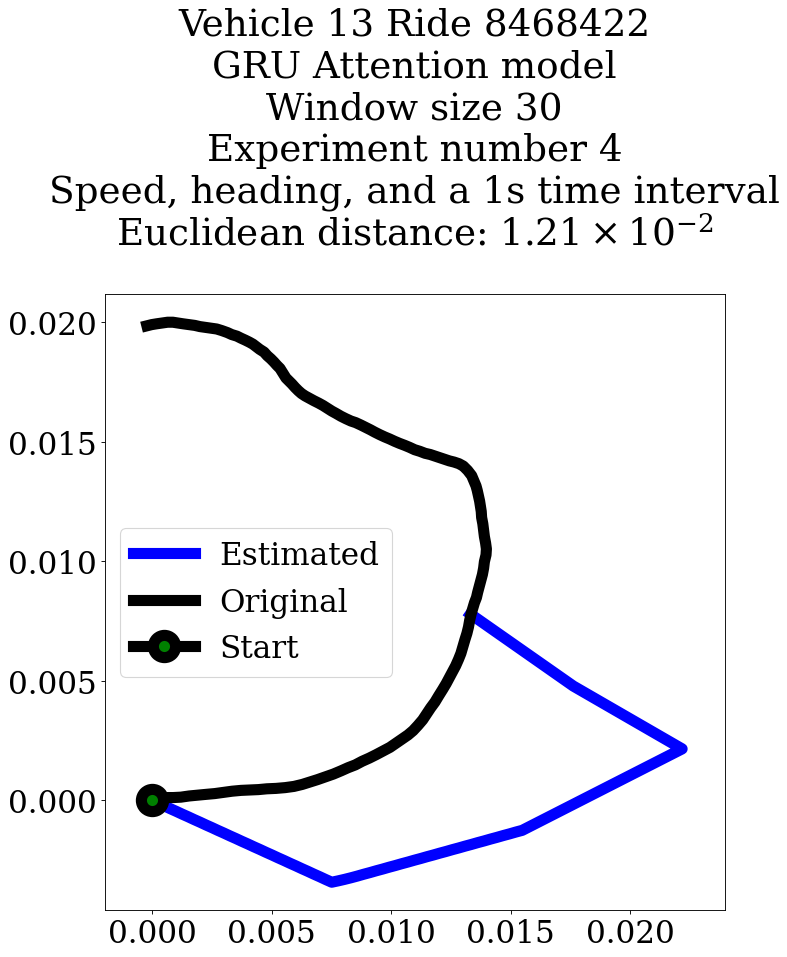 Vehicle 13 Ride 8468422
GRU Attention model
Window size 30
Experiment number 4
Speed, heading, and a 1s time interval
Euclidean distance: 1.21 × 10⁻²
0.020
0.015
0.010
0.005
0.000
Estimated
Original
Start
0.000 0.005 0.010 0.015 0.020